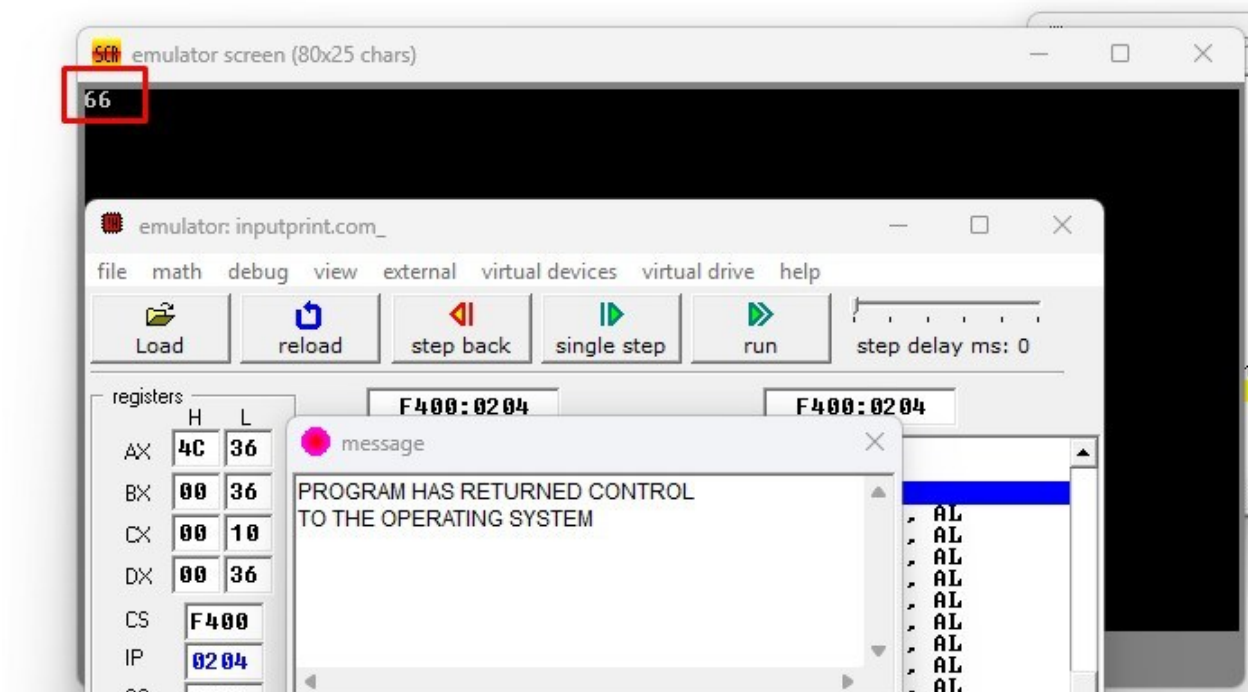 SCR emulator screen (80x25 chars)
66
emulator: inputprint.com_
file math debug view external virtual devices virtual drive help
Load reload step back single step run step delay ms: 0
registers
H L
F400:0204 F400:0204
AX 4C 36
message
BX 00 36
PROGRAM HAS RETURNED CONTROL
TO THE OPERATING SYSTEM
CX 00 10
DX 00 36
CS F400
IP 0204
, AL
, AL
, AL
, AL
, AL
, AL
, AL
, AL
, AL